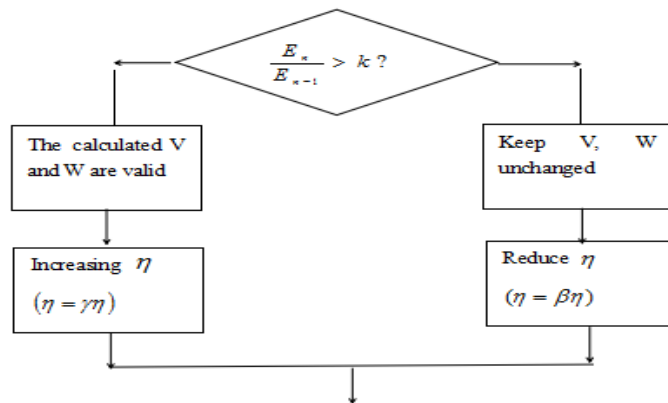 E_n / E_{n-1} > k ?
The calculated V
and W are valid
Keep V, W
unchanged
Increasing η
(η = γη)
Reduce η
(η = βη)